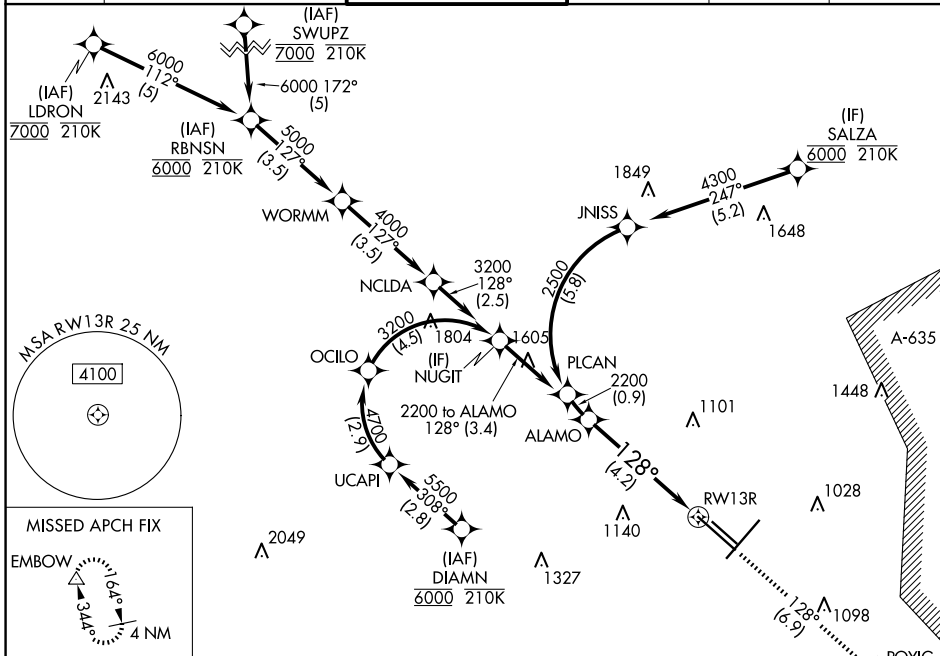 (IAF)
SWUPZ
7000 210K
6000
112°
(5)
(IAF)
LDRON
7000 210K
2143
6000 172°
(5)
(IAF)
RBNSN
6000 210K
5000
127°
(3.5)
(IF)
SALZA
6000 210K
1849
4300
247°
(5.2)
1648
JNISS
WORMM
4000
127°
(3.5)
NCLDA
3200
128°
(2.5)
2500
(5.8)
MSA RW13R 25 NM
4100
A-635
3200
(4.5)
1804
1605
OCILO
(IF)
NUGIT
PLCAN
2200
(0.9)
1448
2200 to ALAMO
128° (3.4)
ALAMO
1101
4700
(2.9)
128°
(4.2)
UCAPI
5500
308°
(2.8)
RW13R
1028
1140
MISSED APCH FIX
EMBOW
164°
344°
4 NM
2049
(IAF)
DIAMN
6000 210K
1327
128°
(6.9)
1098